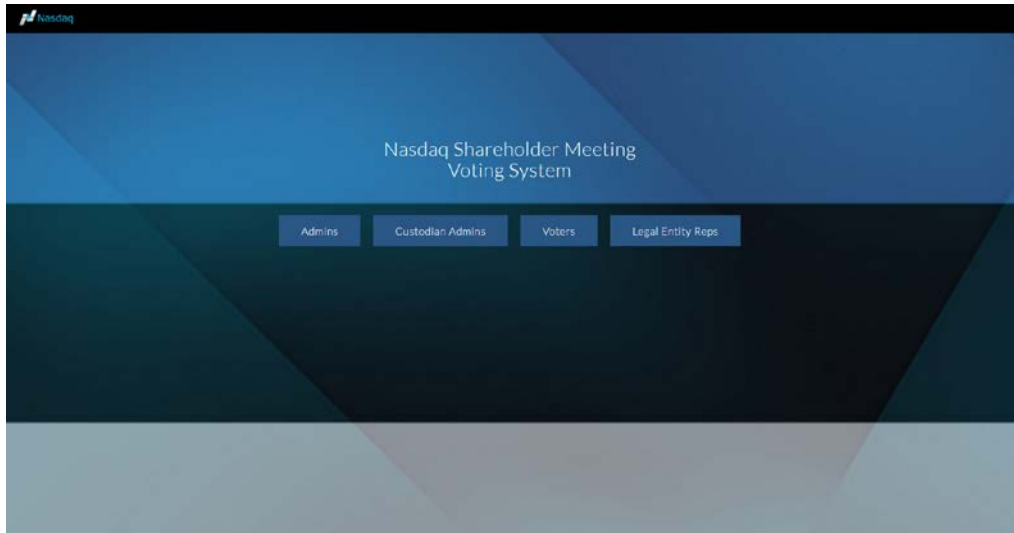 Nasdaq
Nasdaq Shareholder Meeting
Voting System
Admins
Custodian Admins
Voters
Legal Entity Reps